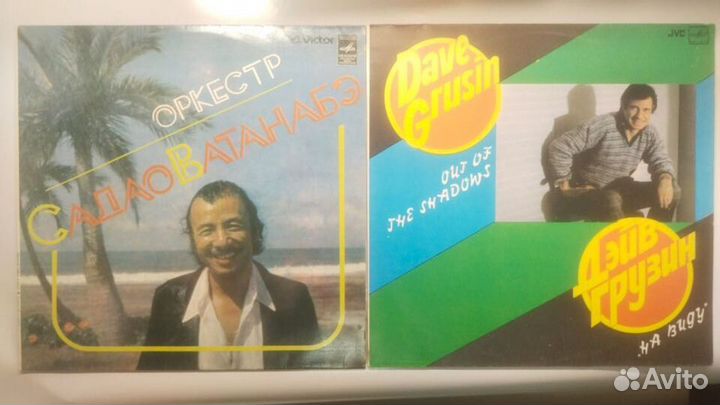 Victor
ОРКЕСТР
САДАО ВАТАНАБЭ
JVC
Dave
Grusin
OUT OF
THE SHADOWS
Дэйв
Грузин
"НА ВИДУ"
Avito